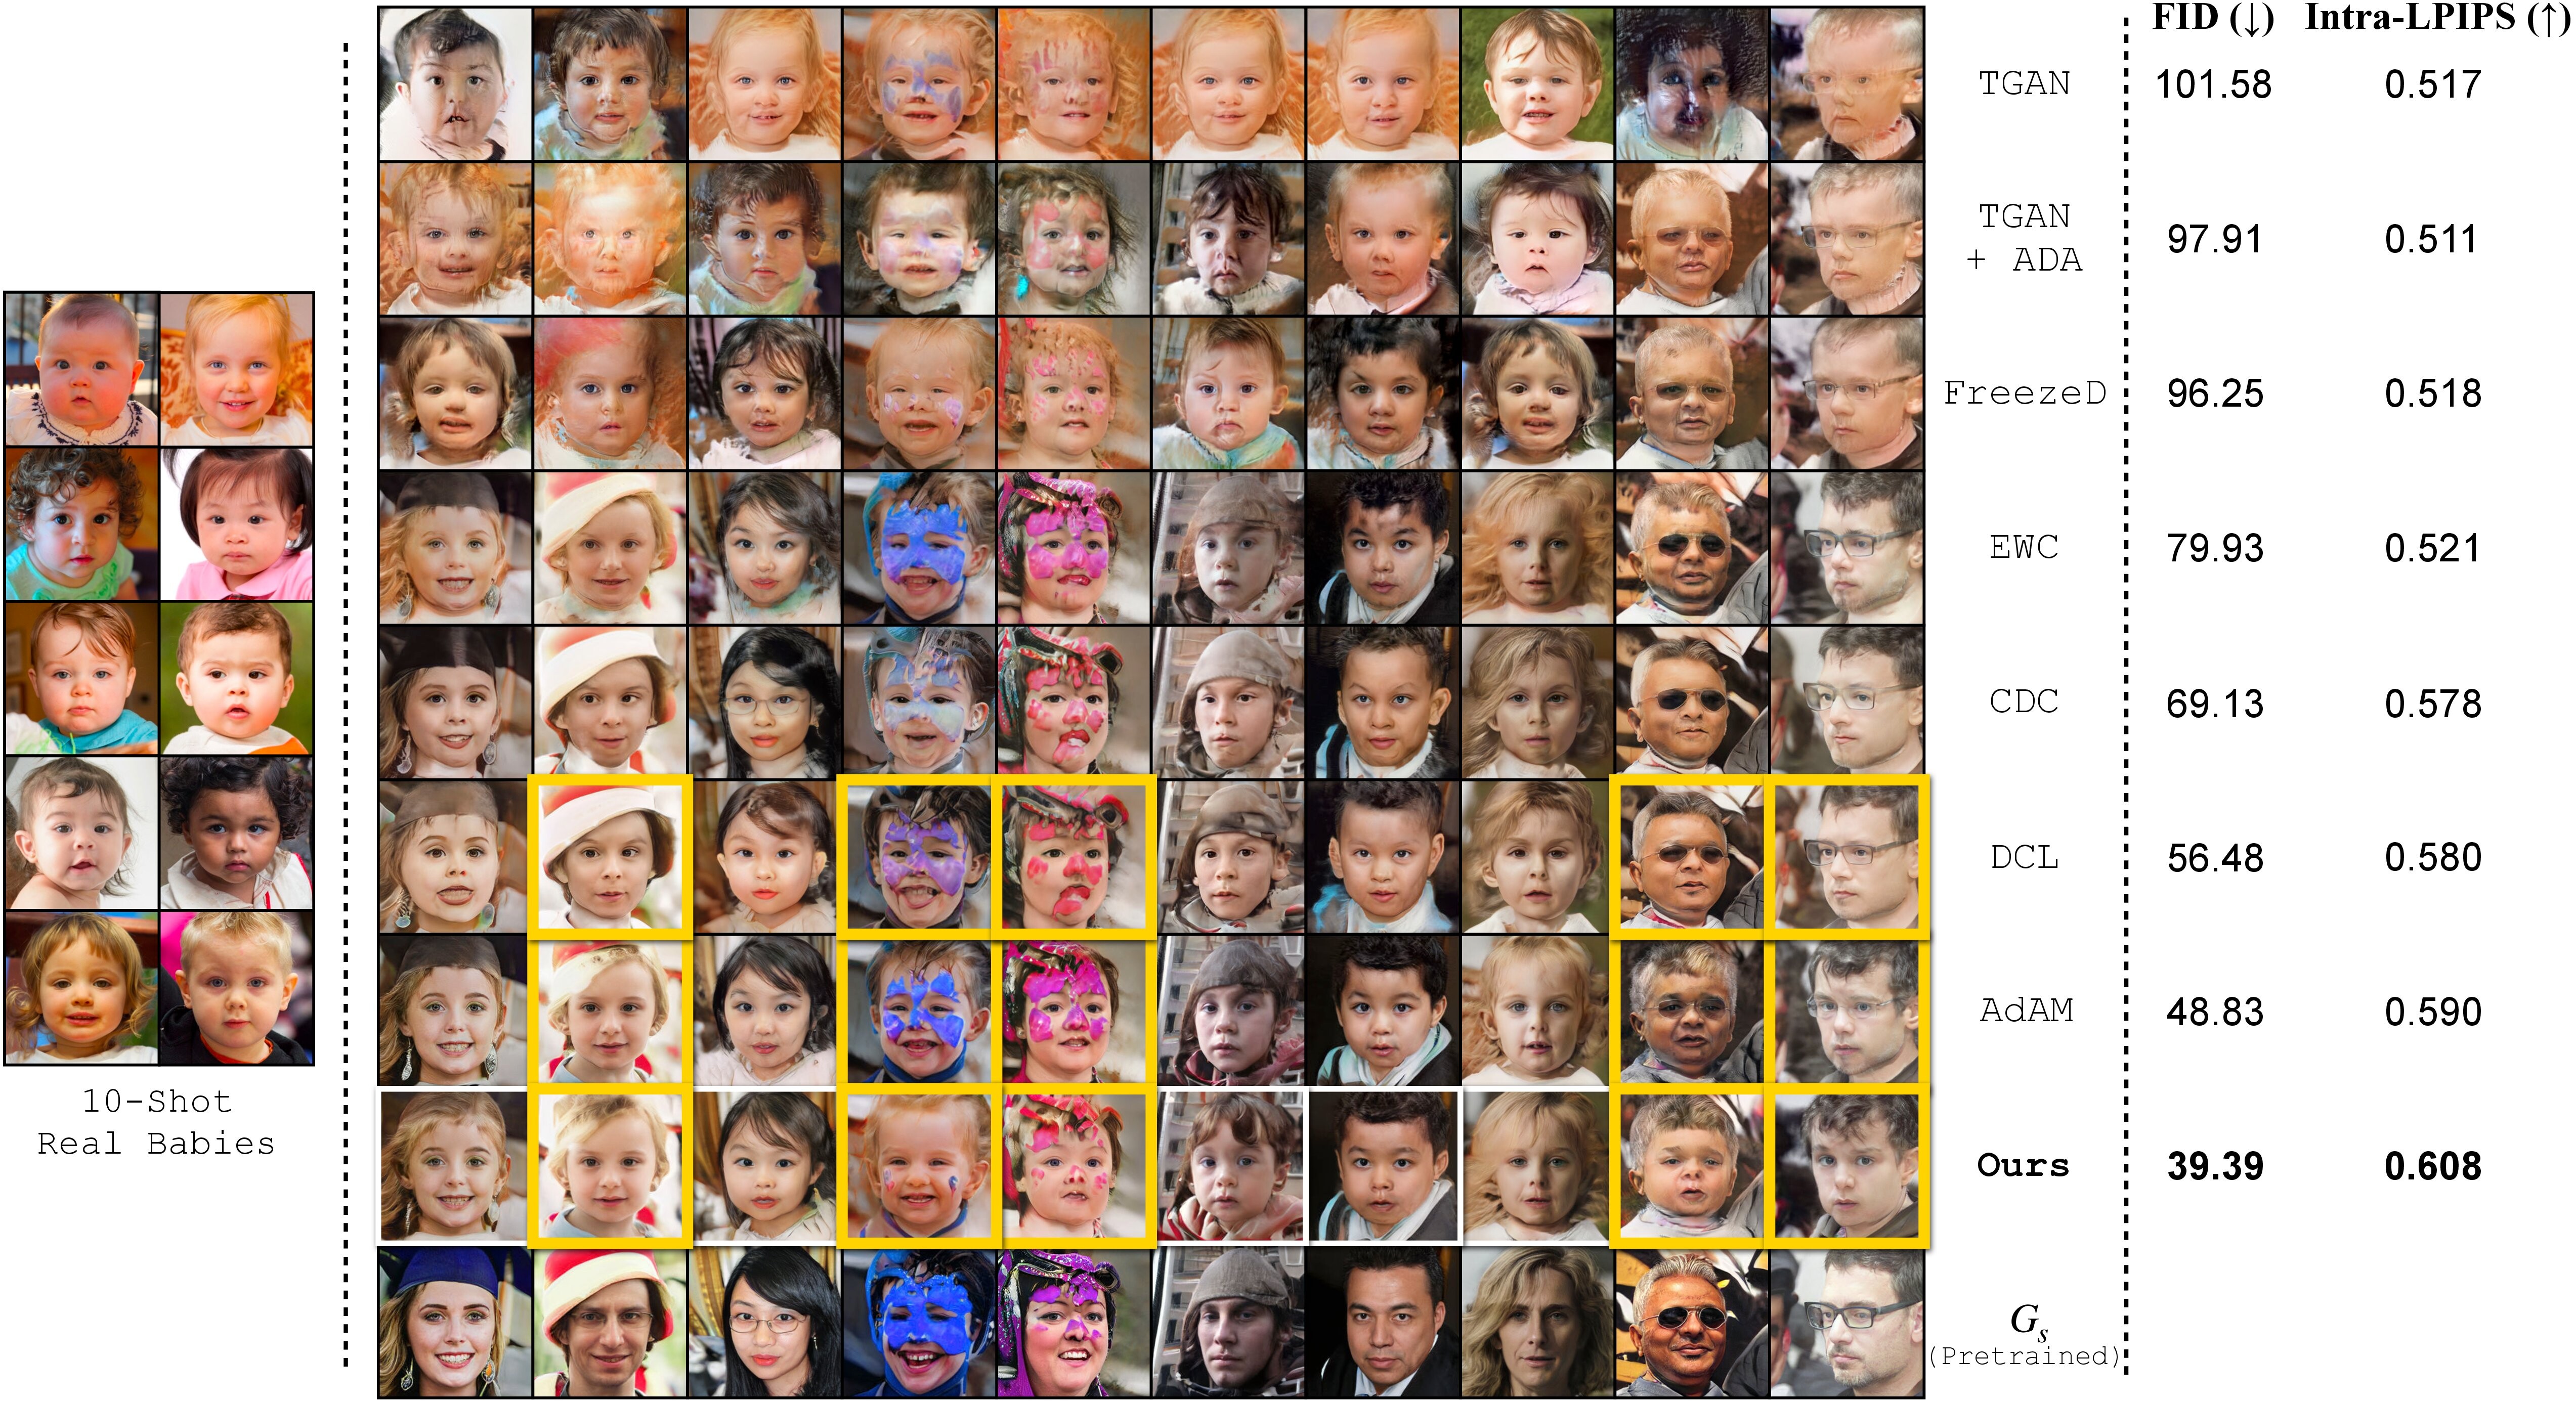 FID (↓) Intra-LPIPS (↑)
TGAN 101.58 0.517
TGAN
+ ADA 97.91 0.511
FreezeD 96.25 0.518
EWC 79.93 0.521
CDC 69.13 0.578
DCL 56.48 0.580
AdAM 48.83 0.590
10-Shot
Real Babies
Ours 39.39 0.608
Gs
(Pretrained)